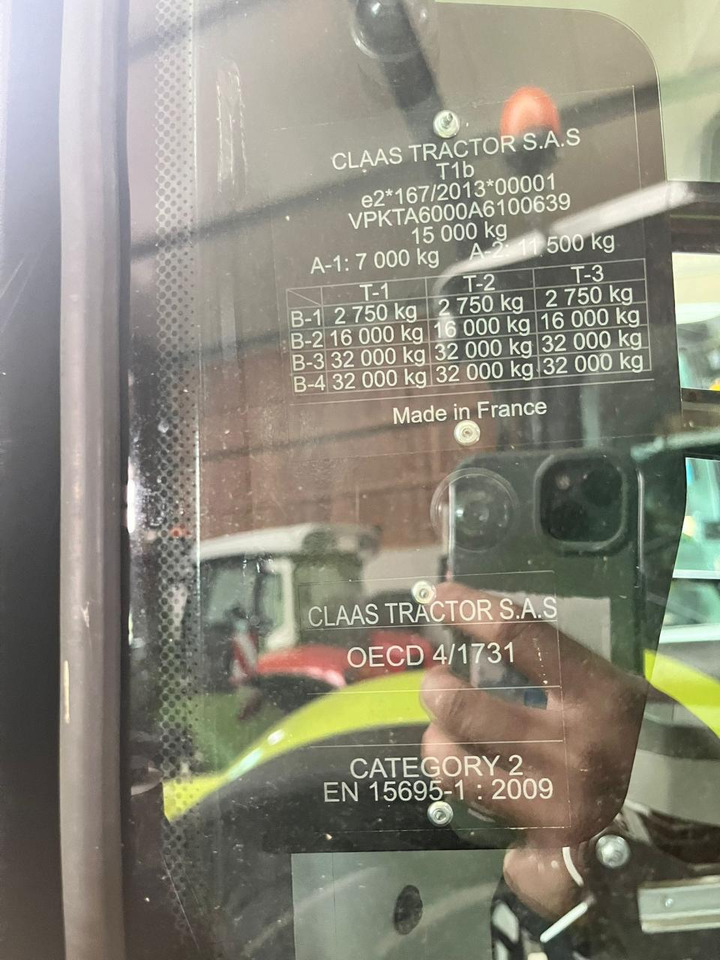 CLAAS TRACTOR S.A.S
T1b
e2*167/2013*00001
VPKTA6000A6100639
15 000 kg
A-1: 7 000 kg A-2: 11 500 kg
T-1 T-2 T-3
B-1 2 750 kg 2 750 kg 2 750 kg
B-2 16 000 kg 16 000 kg 16 000 kg
B-3 32 000 kg 32 000 kg 32 000 kg
B-4 32 000 kg 32 000 kg 32 000 kg
Made in France
CLAAS TRACTOR S.A.S
OECD 4/1731
CATEGORY 2
EN 15695-1 : 2009